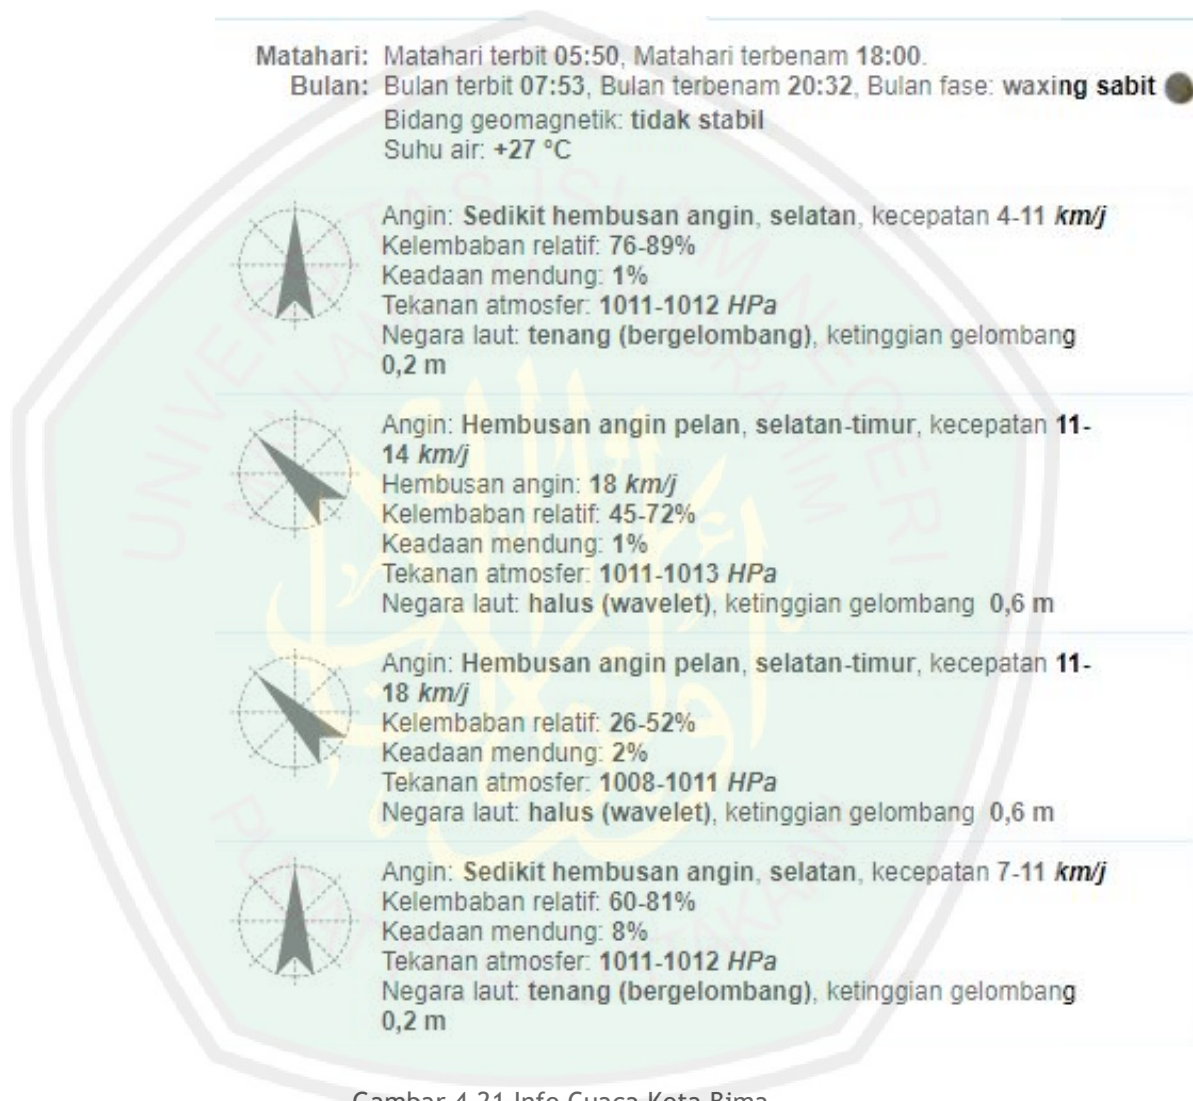 Matahari: Matahari terbit 05:50, Matahari terbenam 18:00.
Bulan: Bulan terbit 07:53, Bulan terbenam 20:32, Bulan fase: waxing sabit
Bidang geomagnetik: tidak stabil
Suhu air: +27 °C
Angin: Sedikit hembusan angin, selatan, kecepatan 4-11 km/j
Kelembaban relatif: 76-89%
Keadaan mendung: 1%
Tekanan atmosfer: 1011-1012 HPa
Negara laut: tenang (bergelombang), ketinggian gelombang
0,2 m
Angin: Hembusan angin pelan, selatan-timur, kecepatan 11-
14 km/j
Hembusan angin: 18 km/j
Kelembaban relatif: 45-72%
Keadaan mendung: 1%
Tekanan atmosfer: 1011-1013 HPa
Negara laut: halus (wavelet), ketinggian gelombang 0,6 m
Angin: Hembusan angin pelan, selatan-timur, kecepatan 11-
18 km/j
Kelembaban relatif: 26-52%
Keadaan mendung: 2%
Tekanan atmosfer: 1008-1011 HPa
Negara laut: halus (wavelet), ketinggian gelombang 0,6 m
Angin: Sedikit hembusan angin, selatan, kecepatan 7-11 km/j
Kelembaban relatif: 60-81%
Keadaan mendung: 8%
Tekanan atmosfer: 1011-1012 HPa
Negara laut: tenang (bergelombang), ketinggian gelombang
0,2 m
Gambar 4.21 Info Cuaca Kota Bima
UNIVERSITAS ISLAM NEGERI